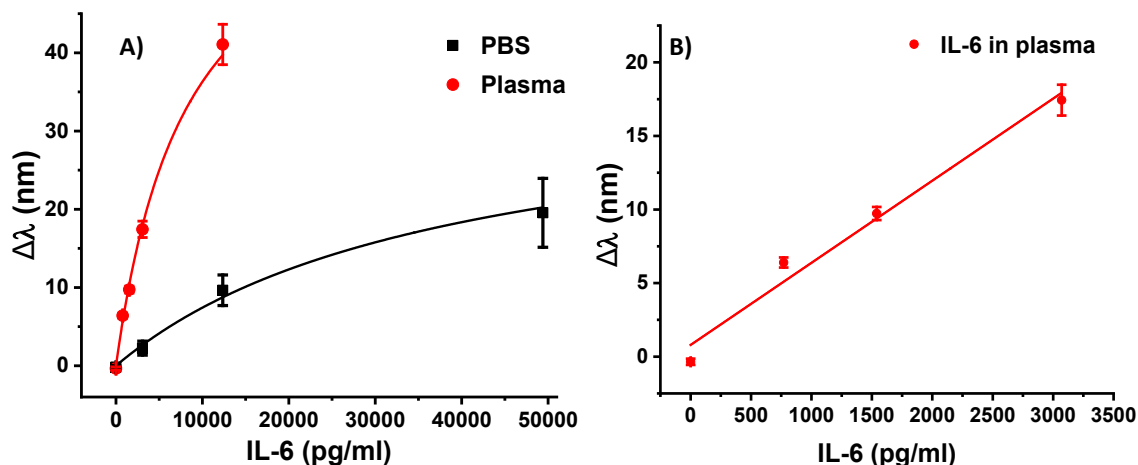 A)
PBS
Plasma
Δλ (nm)
40
30
20
10
0
0
10000
20000
30000
40000
50000
IL-6 (pg/ml)
B)
IL-6 in plasma
Δλ (nm)
20
15
10
5
0
0
500
1000
1500
2000
2500
3000
3500
IL-6 (pg/ml)